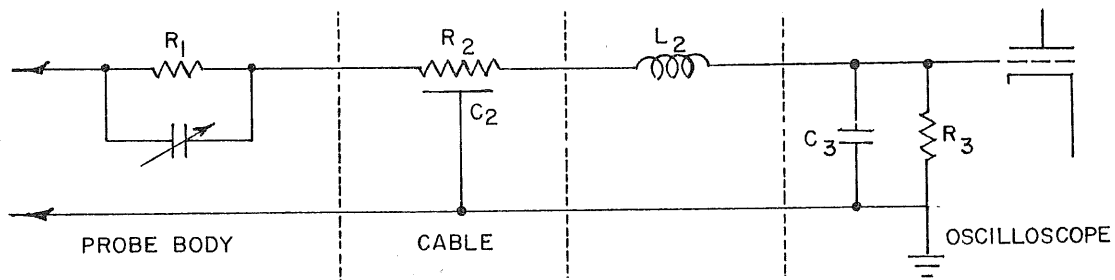 R1
R2
L2
C2
C3
R3
PROBE BODY
CABLE
OSCILLOSCOPE